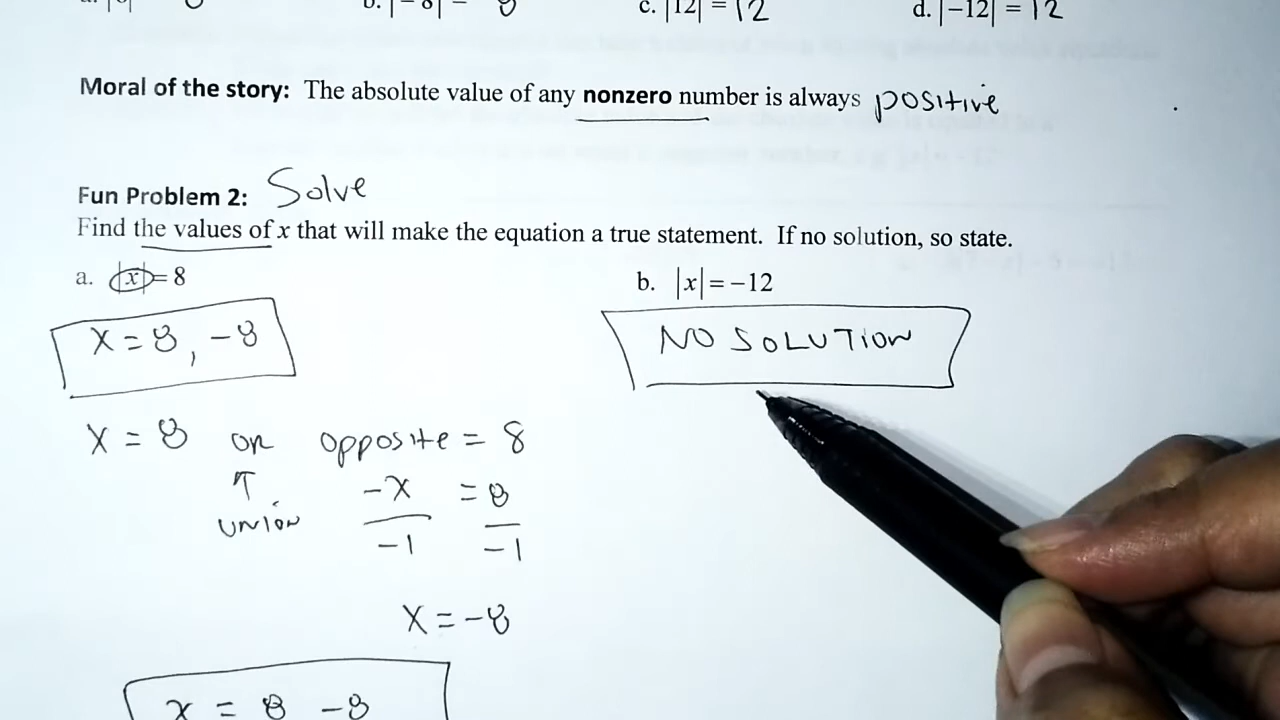 b. |−8| = 8 c. |12| = 12 d. |−12| = 12
Moral of the story: The absolute value of any nonzero number is always positive
Fun Problem 2: Solve
Find the values of x that will make the equation a true statement. If no solution, so state.
a. |x| = 8 b. |x| = −12
x = 8, −8 NO SOLUTION
x = 8 or opposite = 8
↑ −x = 8
union −1 −1
x = −8
x = 8 −8